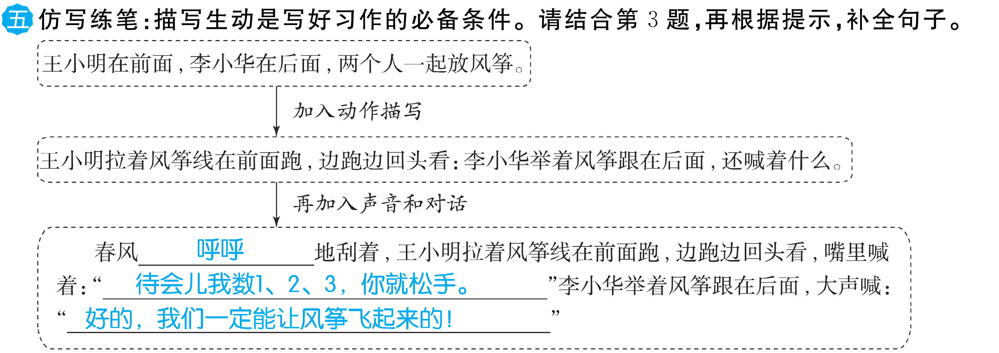 五 仿写练笔:描写生动是写好习作的必备条件。请结合第 3 题,再根据提示,补全句子。
王小明在前面,李小华在后面,两个人一起放风筝。
加入动作描写
王小明拉着风筝线在前面跑,边跑边回头看:李小华举着风筝跟在后面,还喊着什么。
再加入声音和对话
春风呼呼地刮着,王小明拉着风筝线在前面跑,边跑边回头看,嘴里喊
着:“待会儿我数1、2、3,你就松手。”李小华举着风筝跟在后面,大声喊:
“好的,我们一定能让风筝飞起来的!”